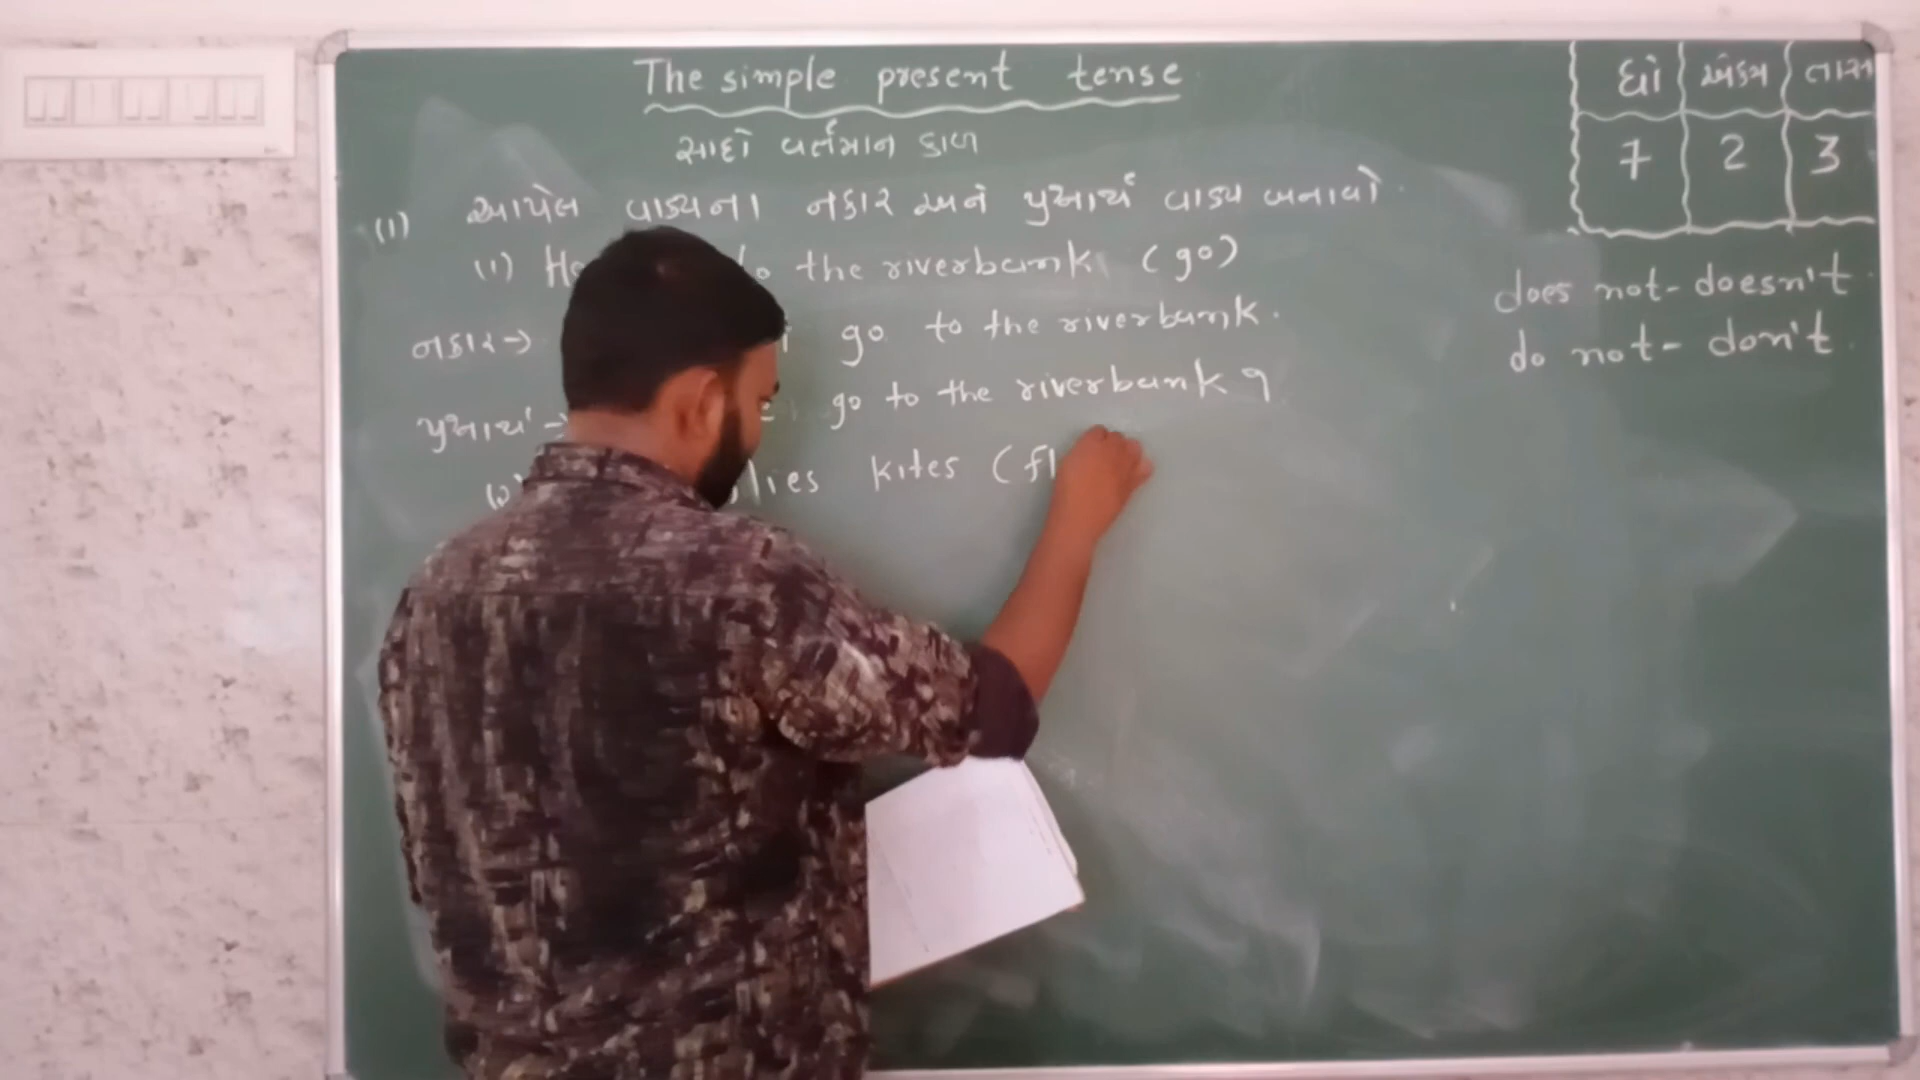 The simple present tense
સાદો વર્તમાન કાળ
(1) આપેલ વાક્યના નકાર અને પ્રશ્નાર્થ વાક્ય બનાવો.
(1) He to the riverbank (go)
નકાર→ go to the riverbank.
પ્રશ્નાર્થ→ go to the riverbank ?
(2) lies kites (fl
ધો એકમ તાસ
7 2 3
does not - doesn't
do not - don't